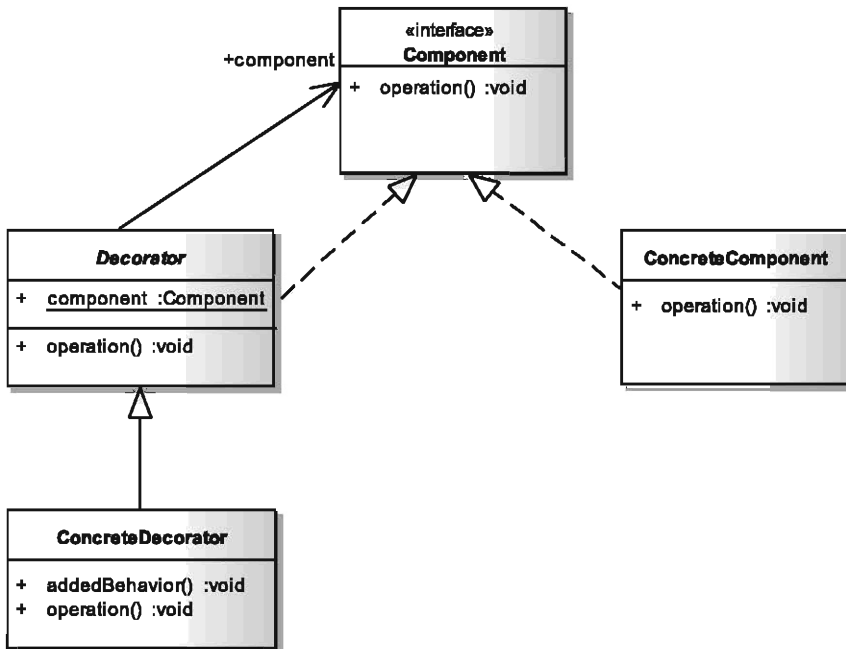 «interface»
Component
+component
+ operation() :void
Decorator
+ component :Component
+ operation() :void
ConcreteComponent
+ operation() :void
ConcreteDecorator
+ addedBehavior() :void
+ operation() :void